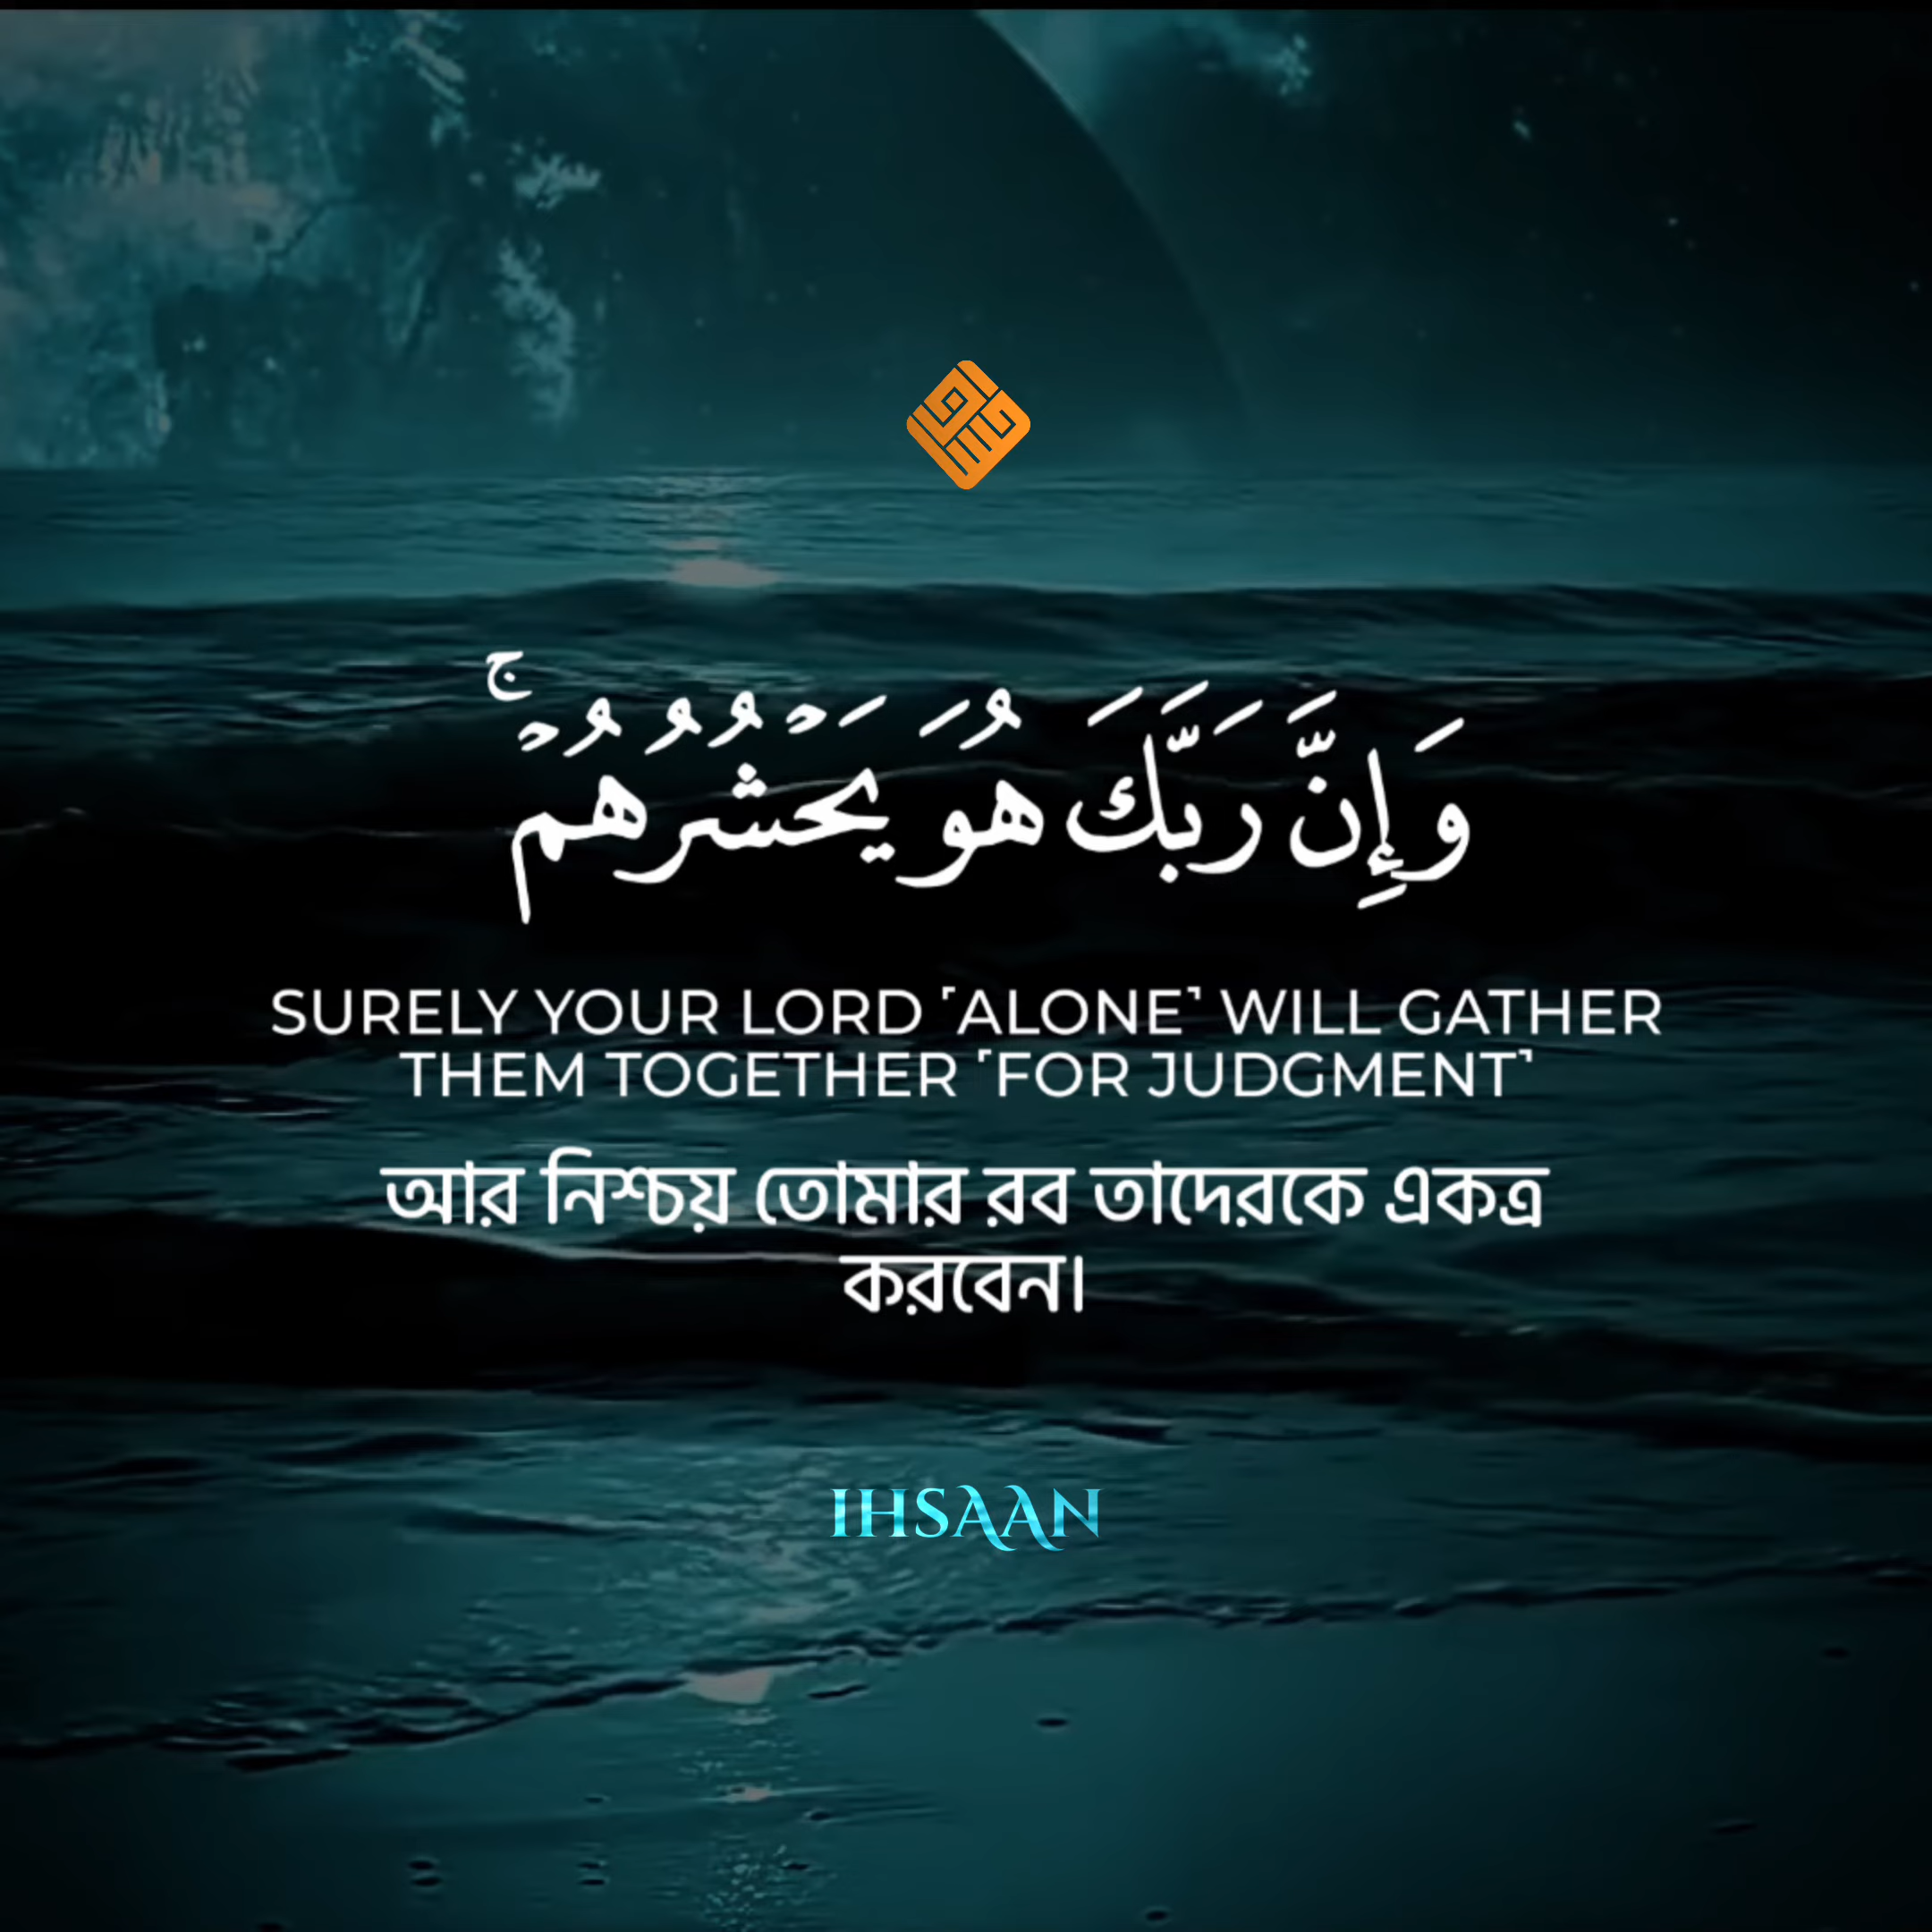 وَإِنَّ رَبَّكَ هُوَ يَحْشُرُهُمْ ۚ
SURELY YOUR LORD ˹ALONE˺ WILL GATHER
THEM TOGETHER ˹FOR JUDGMENT˺
আর নিশ্চয় তোমার রব তাদেরকে একত্র
করবেন।
IHSAAN